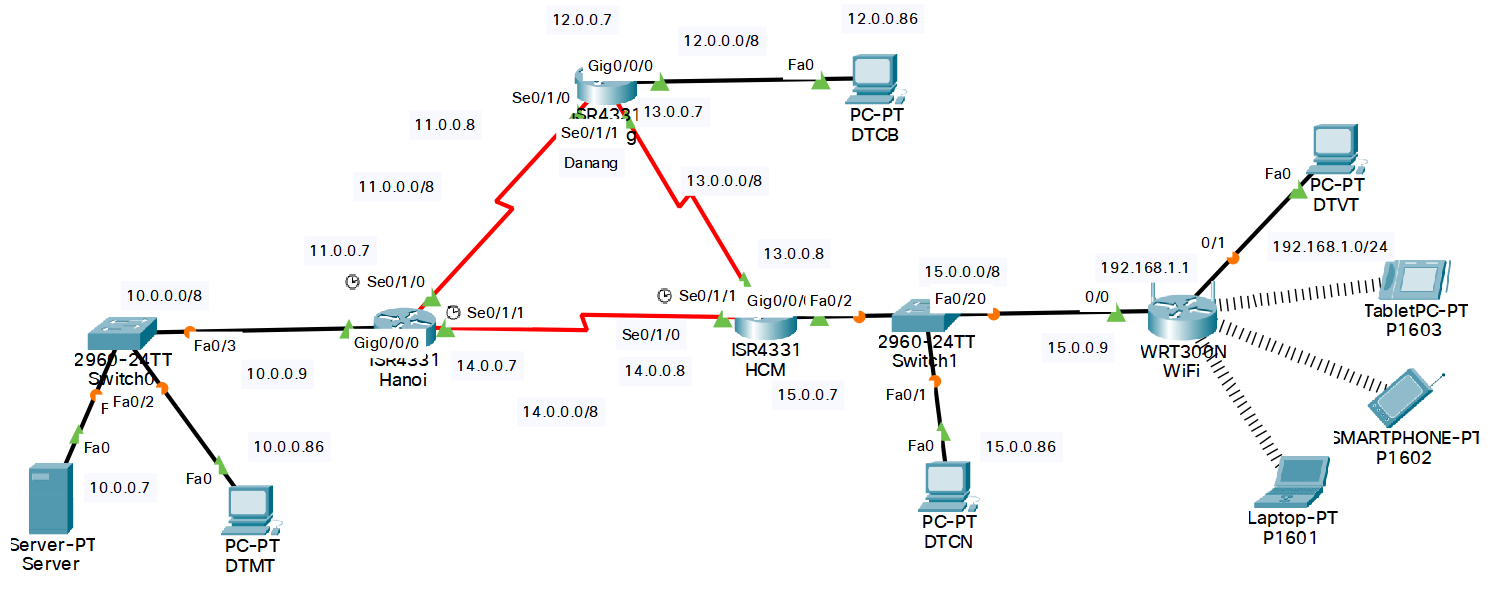 12.0.0.7
12.0.0.86
12.0.0.0/8
Gig0/0/0
Fa0
Se0/1/0
ISR4331
g
13.0.0.7
11.0.0.8
Se0/1/1
Danang
PC-PT
DTCB
11.0.0.0/8
13.0.0.0/8
Fa0
PC-PT
DTVT
0/1
192.168.1.0/24
11.0.0.7
13.0.0.8
Se0/1/0
15.0.0.0/8
192.168.1.1
10.0.0.0/8
Se0/1/1
Se0/1/1
Gig0/0/
Fa0/2
Fa0/20
0/0
TabletPC-PT
P1603
Fa0/3
Gig0/0/0
Se0/1/0
2960-24TT
Switch0
ISR4331
Hanoi
14.0.0.7
14.0.0.8
ISR4331
HCM
2960-24TT
Switch1
15.0.0.9
WRT300N
WiFi
10.0.0.9
15.0.0.7
Fa0/1
F
Fa0/2
14.0.0.0/8
Fa0
10.0.0.86
Fa0
15.0.0.86
SMARTPHONE-PT
P1602
10.0.0.7
Fa0
Server-PT
Server
PC-PT
DTMT
PC-PT
DTCN
Laptop-PT
P1601